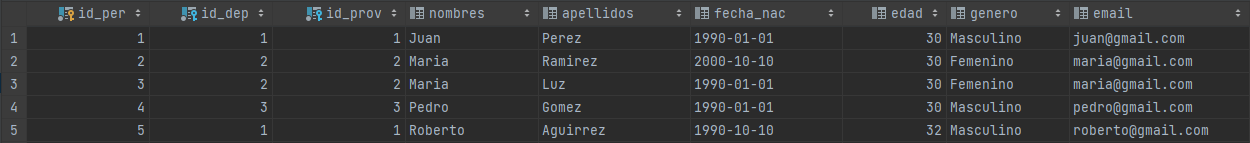 id_per id_dep id_prov nombres apellidos fecha_nac edad genero email
1 1 1 1 Juan Perez 1990-01-01 30 Masculino juan@gmail.com
2 2 2 2 Maria Ramirez 2000-10-10 30 Femenino maria@gmail.com
3 3 2 2 Maria Luz 1990-01-01 30 Femenino maria@gmail.com
4 4 3 3 Pedro Gomez 1990-01-01 30 Masculino pedro@gmail.com
5 5 1 1 Roberto Aguirrez 1990-10-10 32 Masculino roberto@gmail.com